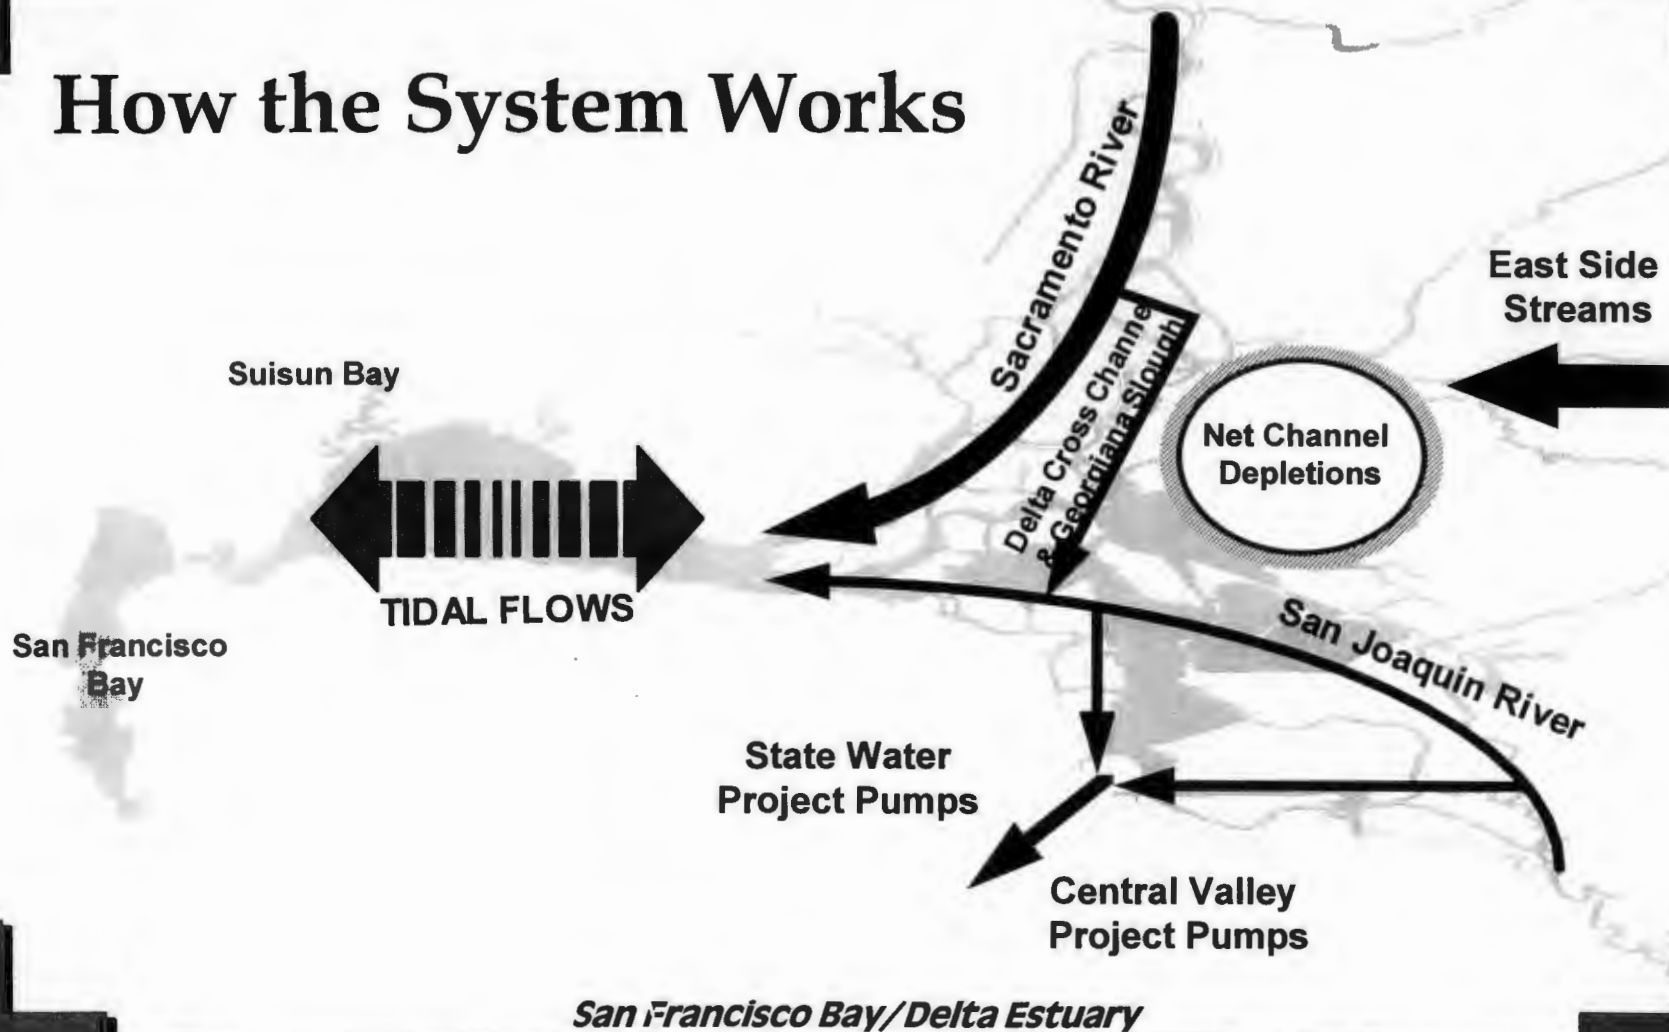 How the System Works
Sacramento River
East Side
Streams
Suisun Bay
Delta Cross Channel
& Georgiana Slough
Net Channel
Depletions
TIDAL FLOWS
San Francisco
Bay
San Joaquin River
State Water
Project Pumps
Central Valley
Project Pumps
San Francisco Bay/Delta Estuary